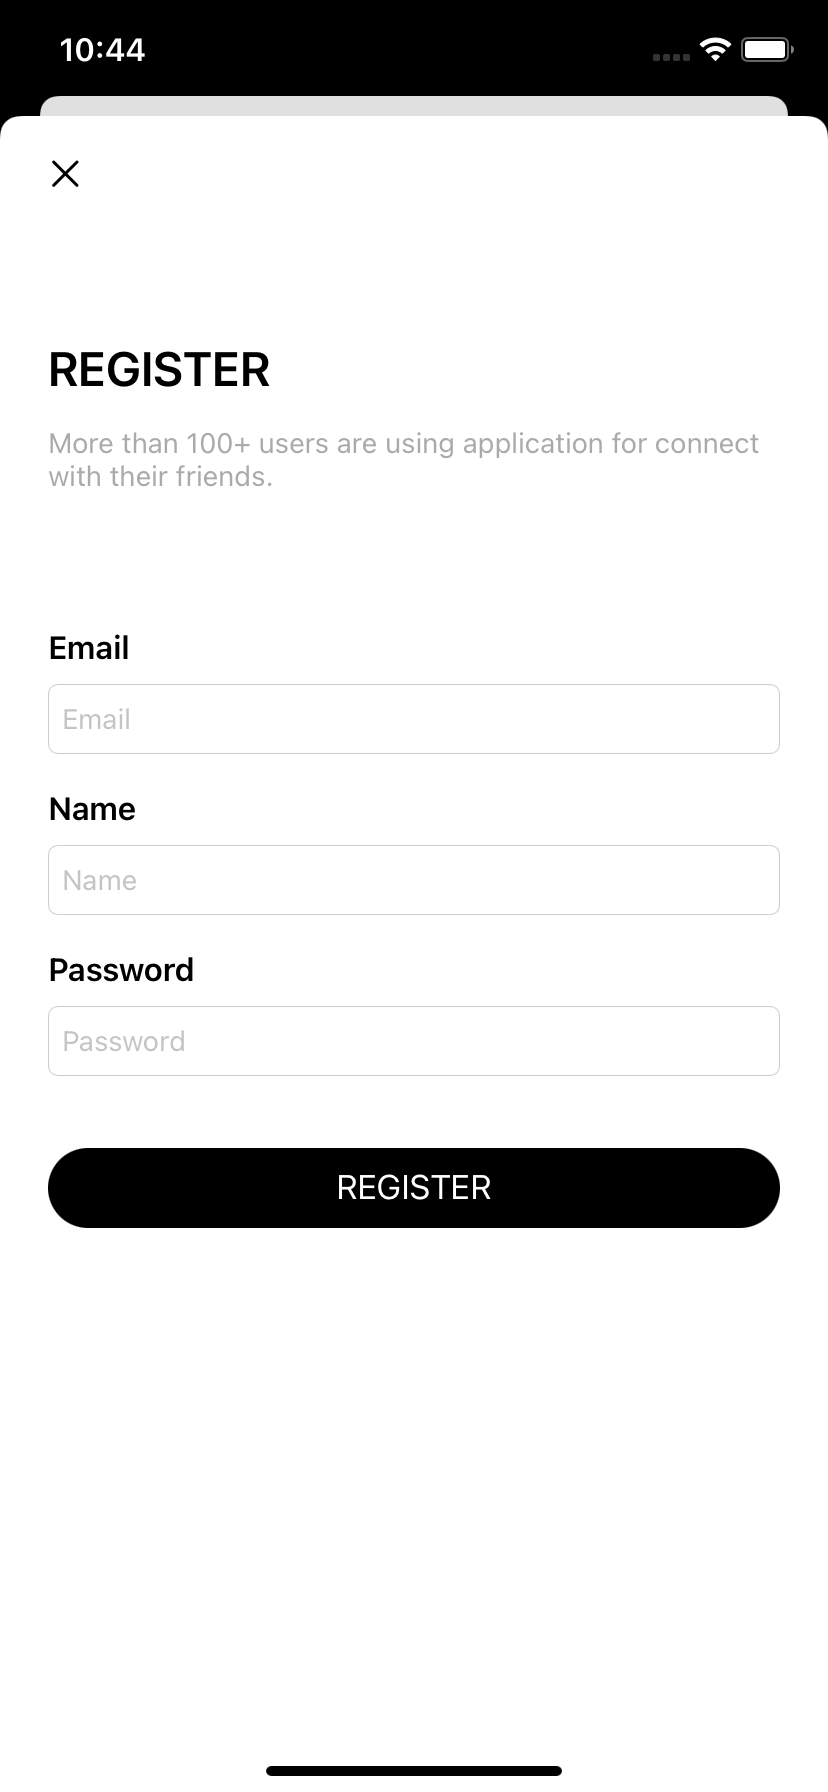 10:44
REGISTER
More than 100+ users are using application for connect
with their friends.
Email
Email
Name
Name
Password
Password
REGISTER